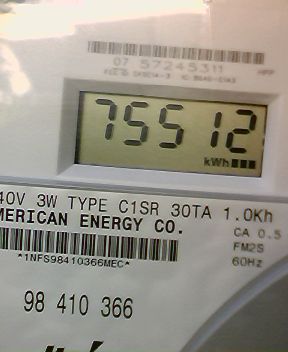 07 57245311
75512
kWh
40V 3W TYPE C1SR 30TA 1.0Kh
MERICAN ENERGY CO.
CA 0.5
FM2S
60Hz
*1NFS98410366MEC*
98 410 366